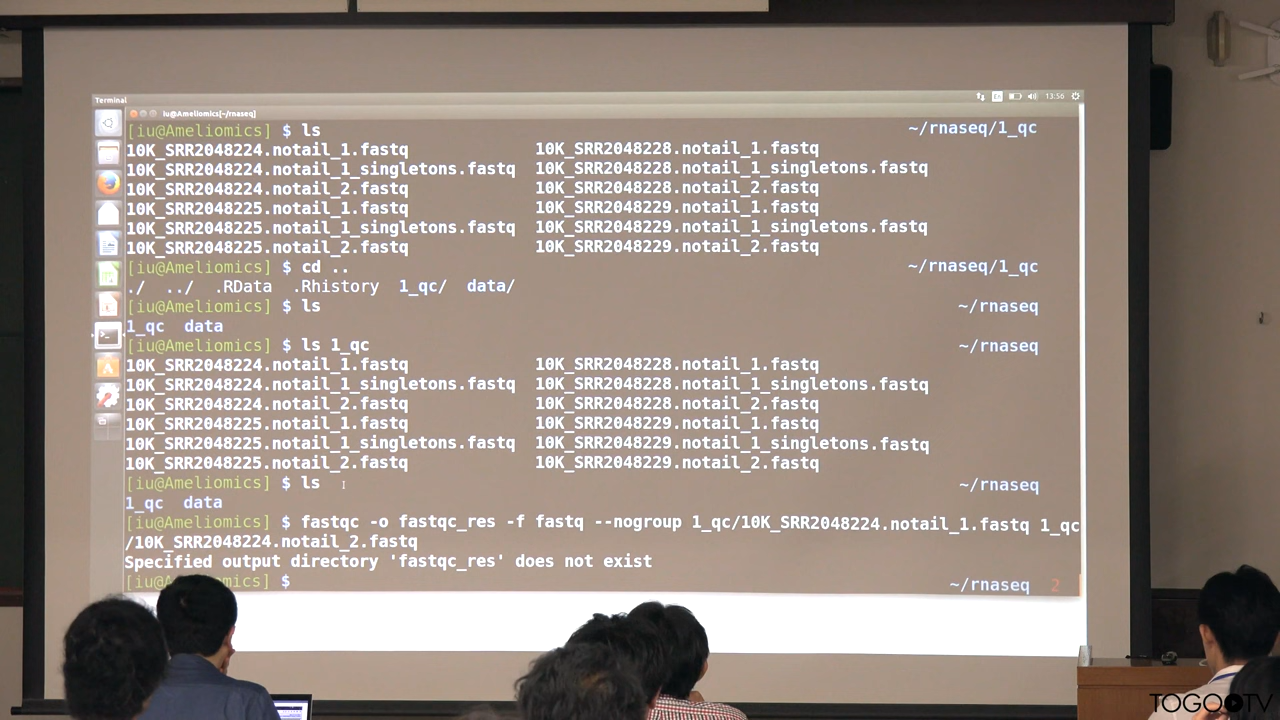 Terminal
En 13:56
iu@Ameliomics[~/rnaseq]
[iu@Ameliomics] $ ls ~/rnaseq/1_qc
10K_SRR2048224.notail_1.fastq 10K_SRR2048228.notail_1.fastq
10K_SRR2048224.notail_1_singletons.fastq 10K_SRR2048228.notail_1_singletons.fastq
10K_SRR2048224.notail_2.fastq 10K_SRR2048228.notail_2.fastq
10K_SRR2048225.notail_1.fastq 10K_SRR2048229.notail_1.fastq
10K_SRR2048225.notail_1_singletons.fastq 10K_SRR2048229.notail_1_singletons.fastq
10K_SRR2048225.notail_2.fastq 10K_SRR2048229.notail_2.fastq
[iu@Ameliomics] $ cd .. ~/rnaseq/1_qc
./ ../ .RData .Rhistory 1_qc/ data/
[iu@Ameliomics] $ ls ~/rnaseq
1_qc data
[iu@Ameliomics] $ ls 1_qc ~/rnaseq
10K_SRR2048224.notail_1.fastq 10K_SRR2048228.notail_1.fastq
10K_SRR2048224.notail_1_singletons.fastq 10K_SRR2048228.notail_1_singletons.fastq
10K_SRR2048224.notail_2.fastq 10K_SRR2048228.notail_2.fastq
10K_SRR2048225.notail_1.fastq 10K_SRR2048229.notail_1.fastq
10K_SRR2048225.notail_1_singletons.fastq 10K_SRR2048229.notail_1_singletons.fastq
10K_SRR2048225.notail_2.fastq 10K_SRR2048229.notail_2.fastq
[iu@Ameliomics] $ ls ~/rnaseq
1_qc data
[iu@Ameliomics] $ fastqc -o fastqc_res -f fastq --nogroup 1_qc/10K_SRR2048224.notail_1.fastq 1_qc
/10K_SRR2048224.notail_2.fastq
Specified output directory 'fastqc_res' does not exist
[iu@Ameliomics] $ ~/rnaseq 2
TOGOTV